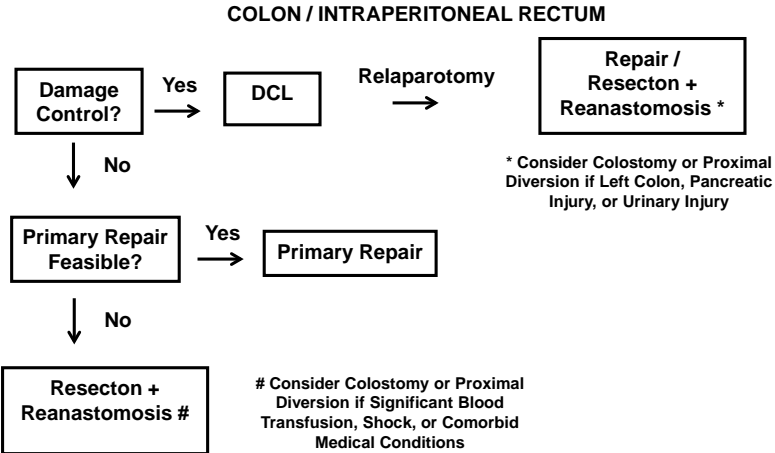 COLON / INTRAPERITONEAL RECTUM
Damage
Control?
Yes
DCL
Relaparotomy
Repair /
Resecton +
Reanastomosis *
* Consider Colostomy or Proximal
Diversion if Left Colon, Pancreatic
Injury, or Urinary Injury
No
Primary Repair
Feasible?
Yes
Primary Repair
No
Resecton +
Reanastomosis #
# Consider Colostomy or Proximal
Diversion if Significant Blood
Transfusion, Shock, or Comorbid
Medical Conditions